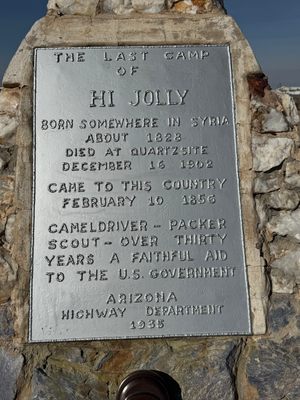 THE LAST CAMP
OF
HI JOLLY
BORN SOMEWHERE IN SYRIA
ABOUT 1828
DIED AT QUARTZSITE
DECEMBER 16 1902
CAME TO THIS COUNTRY
FEBRUARY 10 1856
CAMELDRIVER – PACKER
SCOUT – OVER THIRTY
YEARS A FAITHFUL AID
TO THE U.S. GOVERNMENT
ARIZONA
HIGHWAY DEPARTMENT
1935